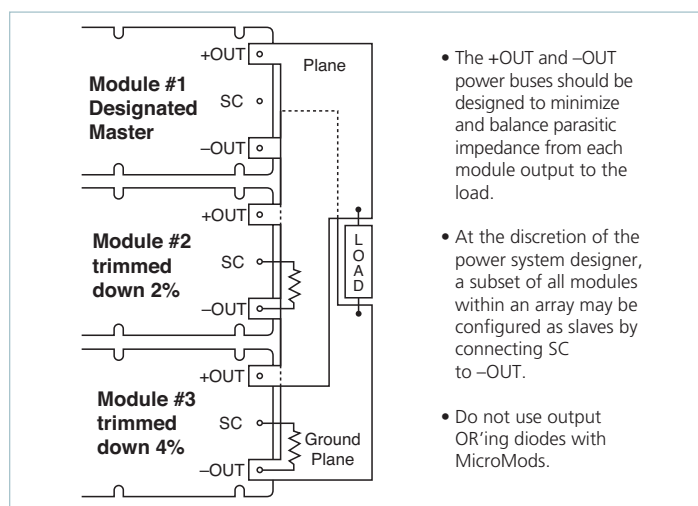 +OUT
Plane
Module #1
Designated
Master
SC
–OUT
+OUT
Module #2
trimmed
down 2%
SC
–OUT
LOAD
+OUT
Module #3
trimmed
down 4%
SC
Ground
Plane
–OUT
• The +OUT and –OUT
power buses should be
designed to minimize
and balance parasitic
impedance from each
module output to the
load.
• At the discretion of the
power system designer,
a subset of all modules
within an array may be
configured as slaves by
connecting SC
to –OUT.
• Do not use output
OR’ing diodes with
MicroMods.